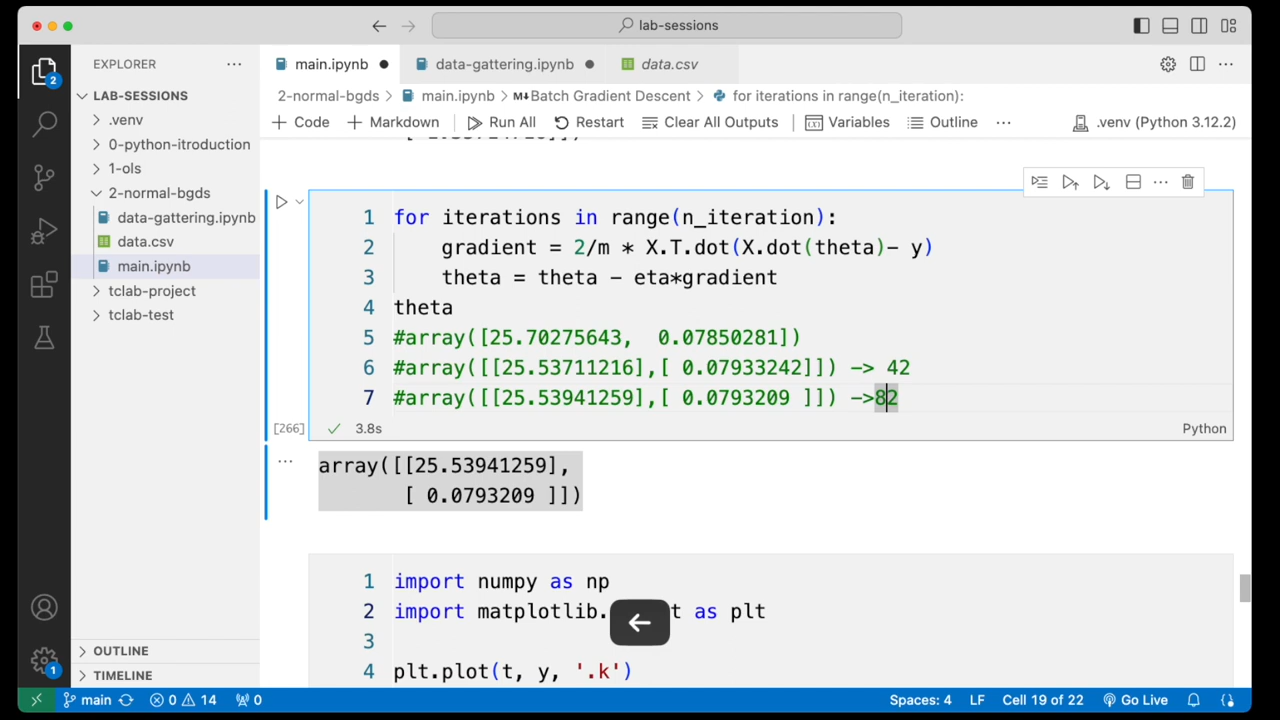 lab-sessions
main.ipynb
data-gattering.ipynb
data.csv
EXPLORER
LAB-SESSIONS
.venv
0-python-itroduction
1-ols
2-normal-bgds
data-gattering.ipynb
data.csv
main.ipynb
tclab-project
tclab-test
OUTLINE
TIMELINE
2
1
2-normal-bgds > main.ipynb > M↓Batch Gradient Descent > for iterations in range(n_iteration):
+ Code + Markdown Run All Restart Clear All Outputs Variables Outline ... .venv (Python 3.12.2)
1 for iterations in range(n_iteration):
2 gradient = 2/m * X.T.dot(X.dot(theta)- y)
3 theta = theta - eta*gradient
4 theta
5 #array([25.70275643,  0.07850281])
6 #array([[25.53711216],[ 0.07933242]]) -> 42
7 #array([[25.53941259],[ 0.0793209 ]]) ->82
[266] ✓ 3.8s Python
array([[25.53941259],
[ 0.0793209 ]])
1 import numpy as np
2 import matplotlib. t as plt
3
4 plt.plot(t, y, '.k')
main 0 14 0 Spaces: 4 LF Cell 19 of 22 Go Live